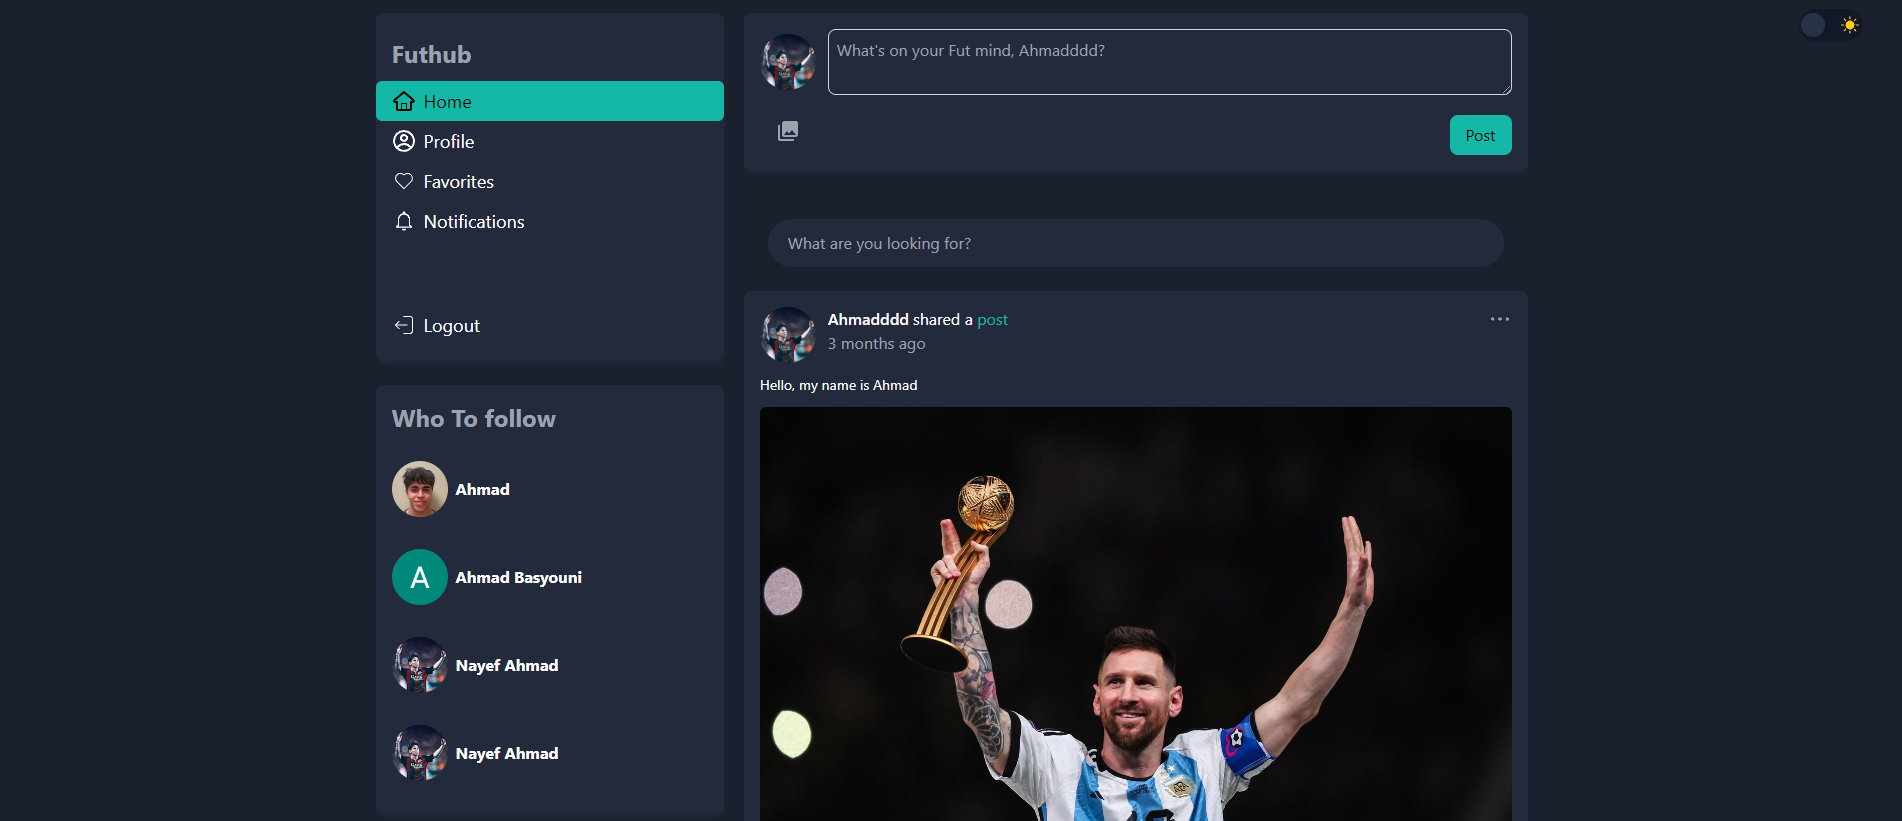 Futhub
Home
Profile
Favorites
Notifications
Logout
Who To follow
Ahmad
A
Ahmad Basyouni
Nayef Ahmad
Nayef Ahmad
What's on your Fut mind, Ahmadddd?
Post
What are you looking for?
Ahmadddd shared a post
3 months ago
Hello, my name is Ahmad